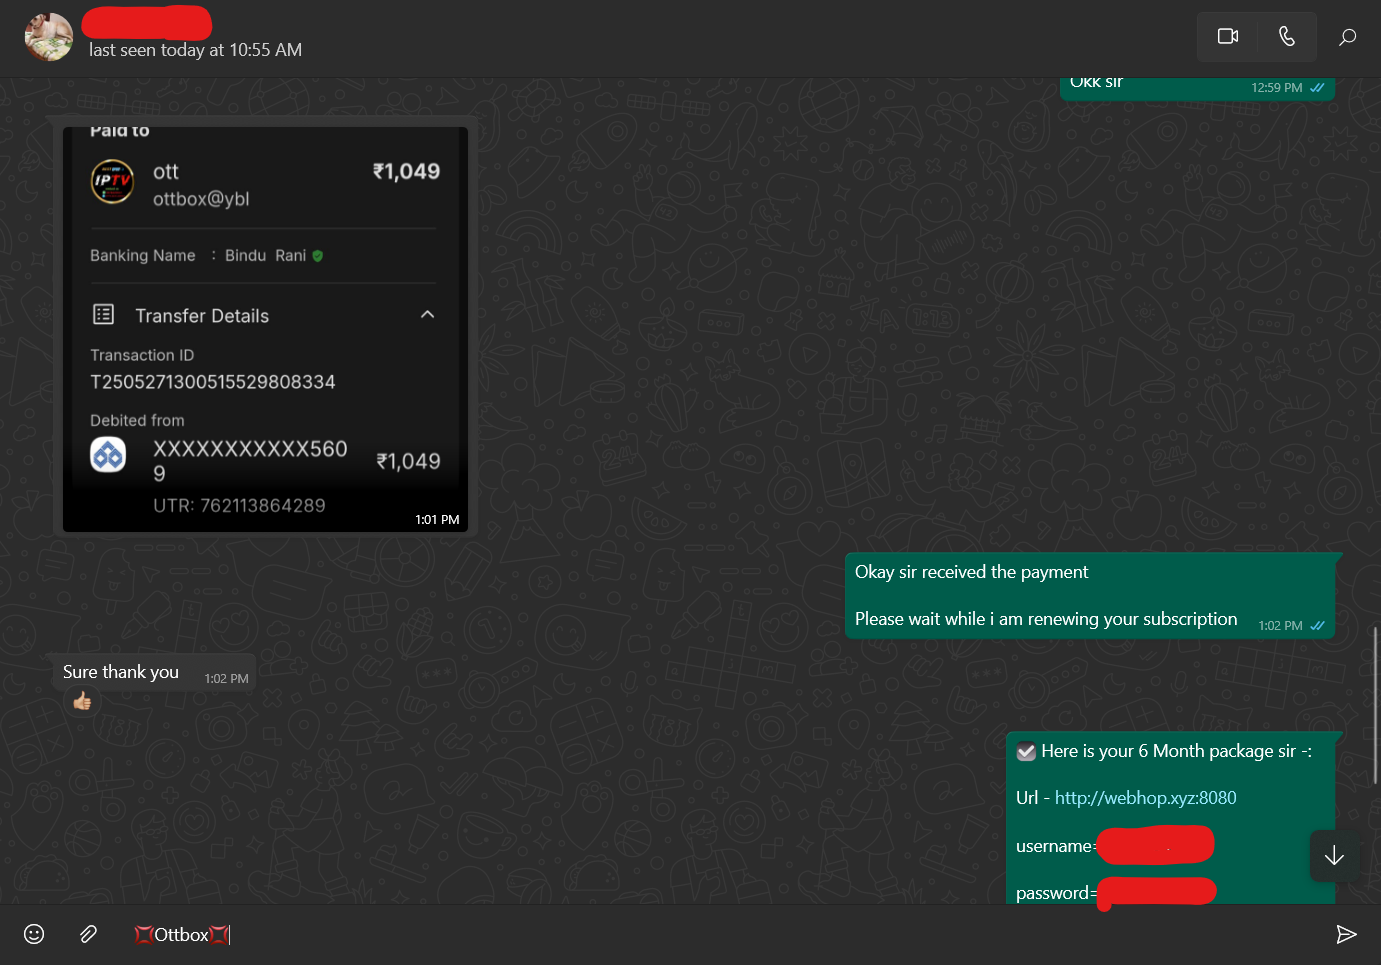 last seen today at 10:55 AM
Okk sir
12:59 PM
Paid to
IPTV
ott
₹1,049
ottbox@ybl
Banking Name : Bindu Rani
Transfer Details
Transaction ID
T2505271300515529808334
Debited from
XXXXXXXXXXX560
9
₹1,049
UTR: 762113864289
1:01 PM
Okay sir received the payment
Please wait while i am renewing your subscription
1:02 PM
Sure thank you
1:02 PM
👍🏼
☑ Here is your 6 Month package sir -:
Url - http://webhop.xyz:8080
username=
password=
💢Ottbox💢